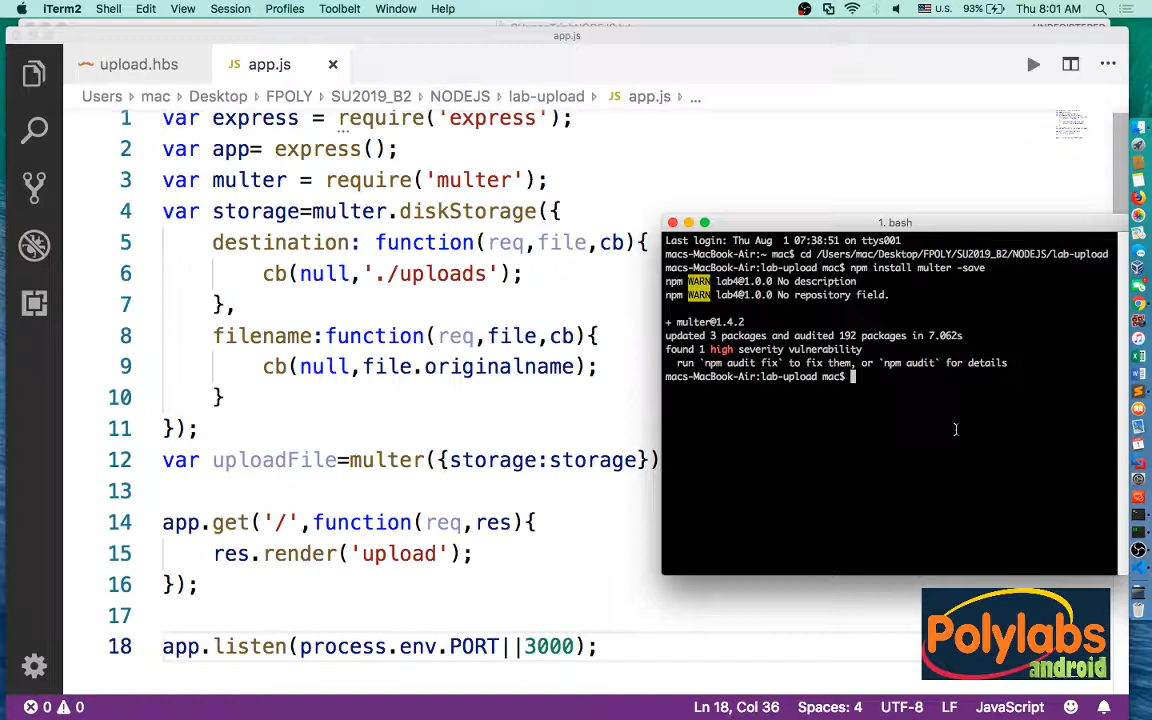 iTerm2 Shell Edit View Session Profiles Toolbelt Window Help U.S. 93% Thu 8:01 AM
app.js
upload.hbs JS app.js
Users > mac > Desktop > FPOLY > SU2019_B2 > NODEJS > lab-upload > JS app.js > ...
1 var express = require('express');
2 var app= express();
3 var multer = require('multer');
4 var storage=multer.diskStorage({
5 destination: function(req,file,cb){
6 cb(null,'./uploads');
7 },
8 filename:function(req,file,cb){
9 cb(null,file.originalname);
10 }
11 });
12 var uploadFile=multer({storage:storage})
13
14 app.get('/',function(req,res){
15 res.render('upload');
16 });
17
18 app.listen(process.env.PORT||3000);
1. bash
Last login: Thu Aug 1 07:38:51 on ttys001
macs-MacBook-Air:~ mac$ cd /Users/mac/Desktop/FPOLY/SU2019_B2/NODEJS/lab-upload
macs-MacBook-Air:lab-upload mac$ npm install multer -save
npm WARN lab4@1.0.0 No description
npm WARN lab4@1.0.0 No repository field.
+ multer@1.4.2
updated 3 packages and audited 192 packages in 7.062s
found 1 high severity vulnerability
run `npm audit fix` to fix them, or `npm audit` for details
macs-MacBook-Air:lab-upload mac$
Polylabs
android
0 0 Ln 18, Col 36 Spaces: 4 UTF-8 LF JavaScript